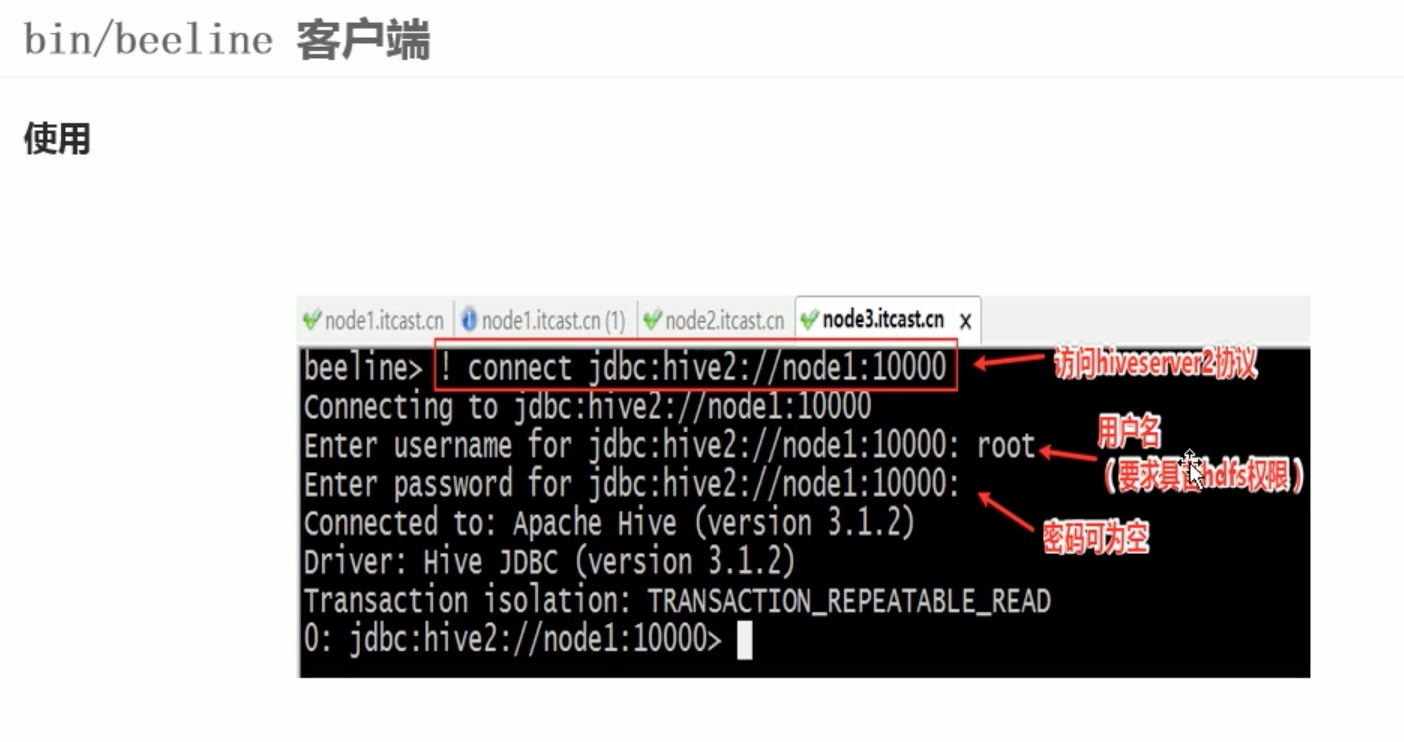 bin/beeline 客户端
使用
node1.itcast.cn node1.itcast.cn (1) node2.itcast.cn node3.itcast.cn x
beeline> ! connect jdbc:hive2://node1:10000
访问hiveserver2协议
Connecting to jdbc:hive2://node1:10000
Enter username for jdbc:hive2://node1:10000: root
用户名
(要求具备hdfs权限)
Enter password for jdbc:hive2://node1:10000:
密码可为空
Connected to: Apache Hive (version 3.1.2)
Driver: Hive JDBC (version 3.1.2)
Transaction isolation: TRANSACTION_REPEATABLE_READ
0: jdbc:hive2://node1:10000>